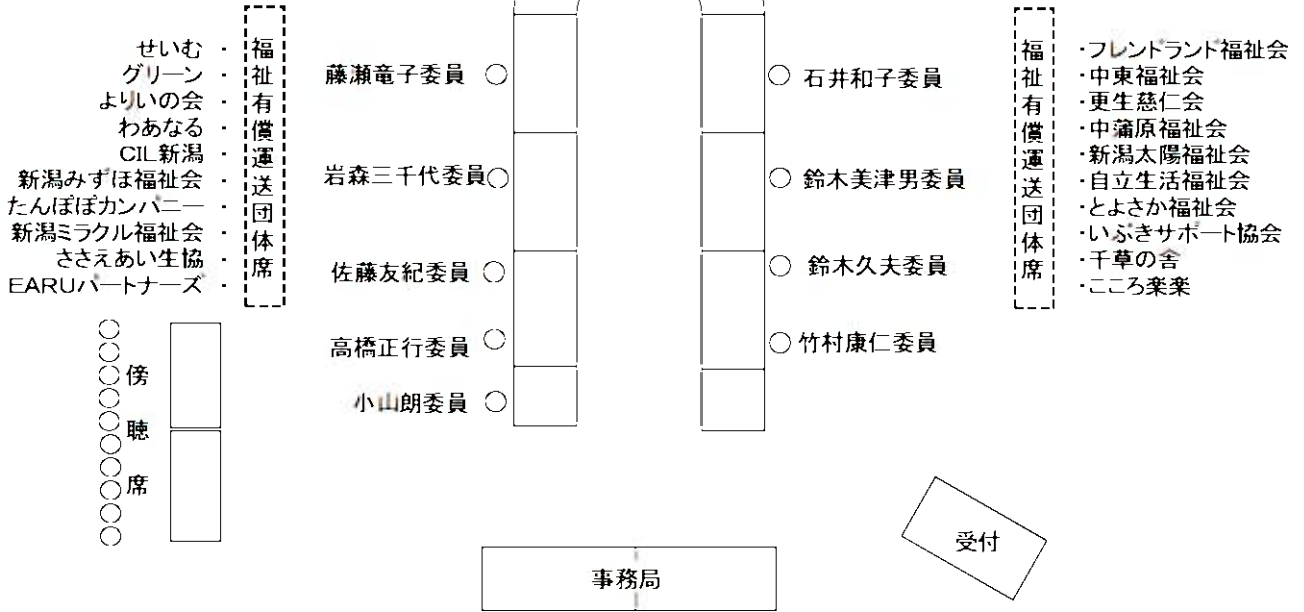 せいむ ・
グリーン ・
よりいの会 ・
わあなる ・
CIL新潟 ・
新潟みずほ福祉会 ・
たんぽぽカンパニー ・
新潟ミラクル福祉会 ・
ささえあい生協 ・
EARUパートナーズ ・
福祉有償運送団体席
藤瀬竜子委員
岩森三千代委員
佐藤友紀委員
高橋正行委員
小山朗委員
石井和子委員
鈴木美津男委員
鈴木久夫委員
竹村康仁委員
福祉有償運送団体席
・フレンドランド福祉会
・中東福祉会
・更生慈仁会
・中蒲原福祉会
・新潟太陽福祉会
・自立生活福祉会
・とよさか福祉会
・いぶきサポート協会
・千草の舎
・こころ楽楽
傍聴席
受付
事務局